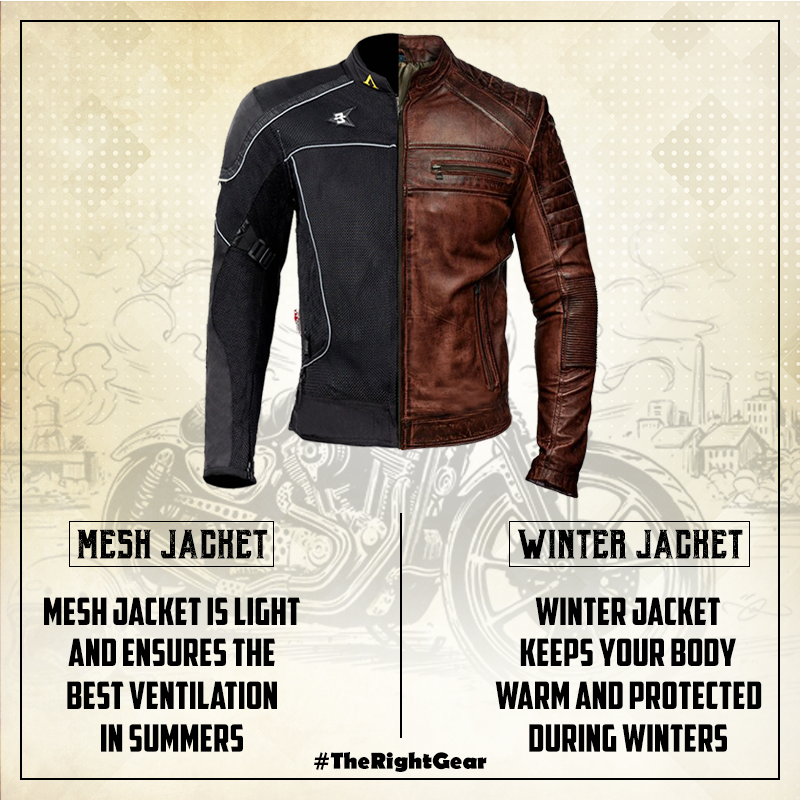 MESH JACKET
WINTER JACKET
MESH JACKET IS LIGHT
AND ENSURES THE
BEST VENTILATION
IN SUMMERS
WINTER JACKET
KEEPS YOUR BODY
WARM AND PROTECTED
DURING WINTERS
#TheRightGear